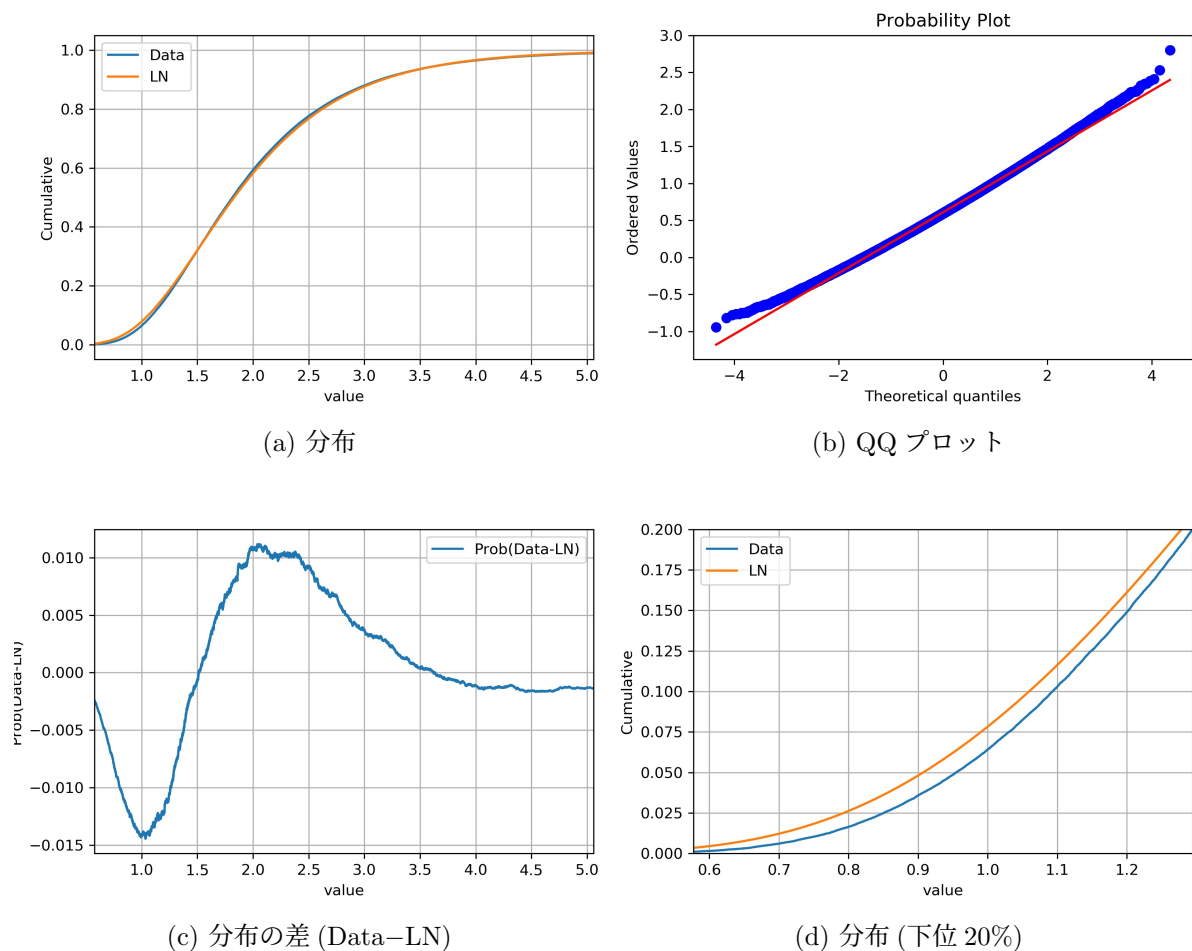 Data
LN
1.0
0.8
0.6
0.4
0.2
0.0
Cumulative
1.0 1.5 2.0 2.5 3.0 3.5 4.0 4.5 5.0
value
(a) 分布
Probability Plot
3.0
2.5
2.0
1.5
1.0
0.5
0.0
−0.5
−1.0
Ordered Values
−4 −2 0 2 4
Theoretical quantiles
(b) QQ プロット
Prob(Data-LN)
0.010
0.005
0.000
−0.005
−0.010
−0.015
Prob(Data-LN)
1.0 1.5 2.0 2.5 3.0 3.5 4.0 4.5 5.0
value
(c) 分布の差 (Data−LN)
Data
LN
0.200
0.175
0.150
0.125
0.100
0.075
0.050
0.025
0.000
Cumulative
0.6 0.7 0.8 0.9 1.0 1.1 1.2
value
(d) 分布 (下位 20%)